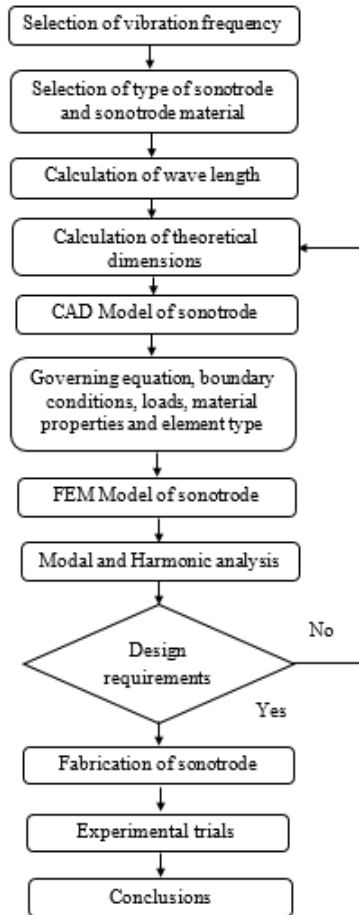 Selection of vibration frequency
Selection of type of sonotrode
and sonotrode material
Calculation of wave length
Calculation of theoretical
dimensions
CAD Model of sonotrode
Governing equation, boundary
conditions, loads, material
properties and element type
FEM Model of sonotrode
Modal and Harmonic analysis
Design
requirements
No
Yes
Fabrication of sonotrode
Experimental trials
Conclusions